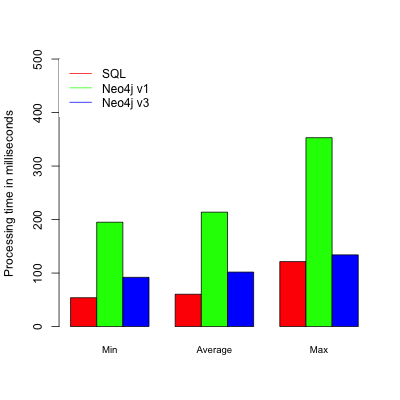 Processing time in milliseconds
500
400
300
200
100
0
SQL
Neo4j v1
Neo4j v3
Min Average Max